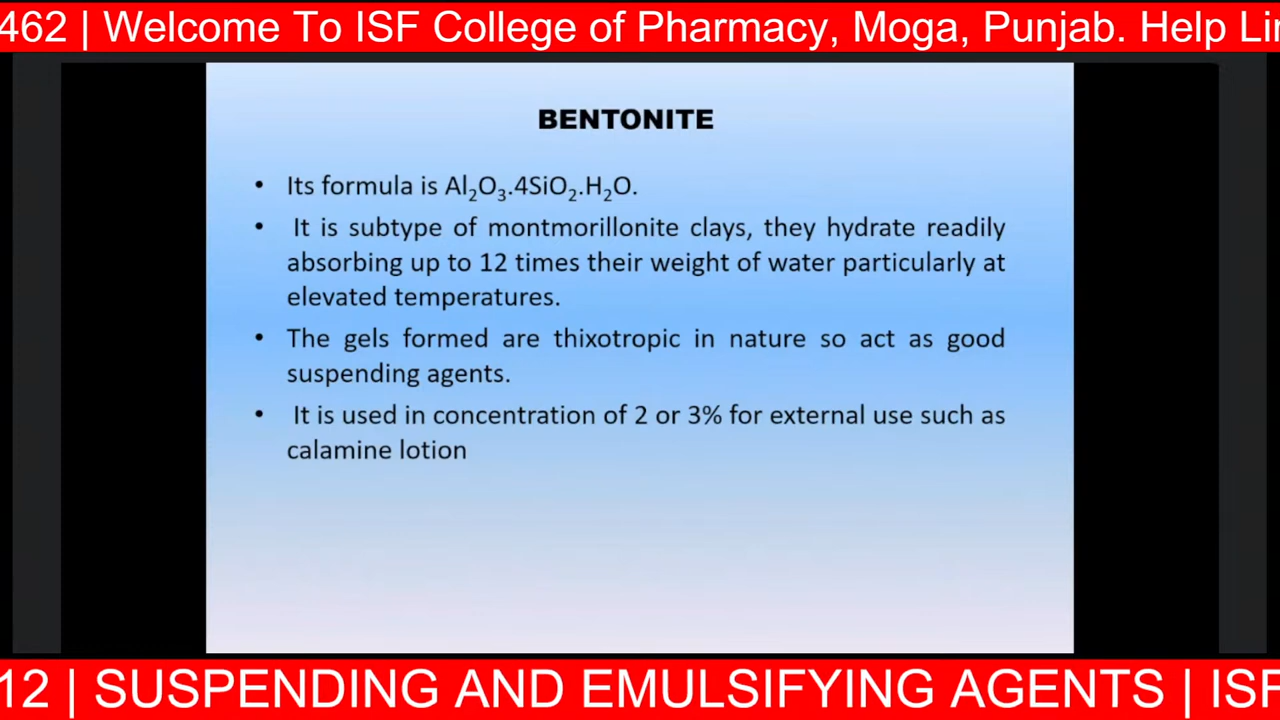 462 | Welcome To ISF College of Pharmacy, Moga, Punjab. Help Lin
BENTONITE
• Its formula is Al₂O₃.4SiO₂.H₂O.
• It is subtype of montmorillonite clays, they hydrate readily
absorbing up to 12 times their weight of water particularly at
elevated temperatures.
• The gels formed are thixotropic in nature so act as good
suspending agents.
• It is used in concentration of 2 or 3% for external use such as
calamine lotion
12 | SUSPENDING AND EMULSIFYING AGENTS | ISF